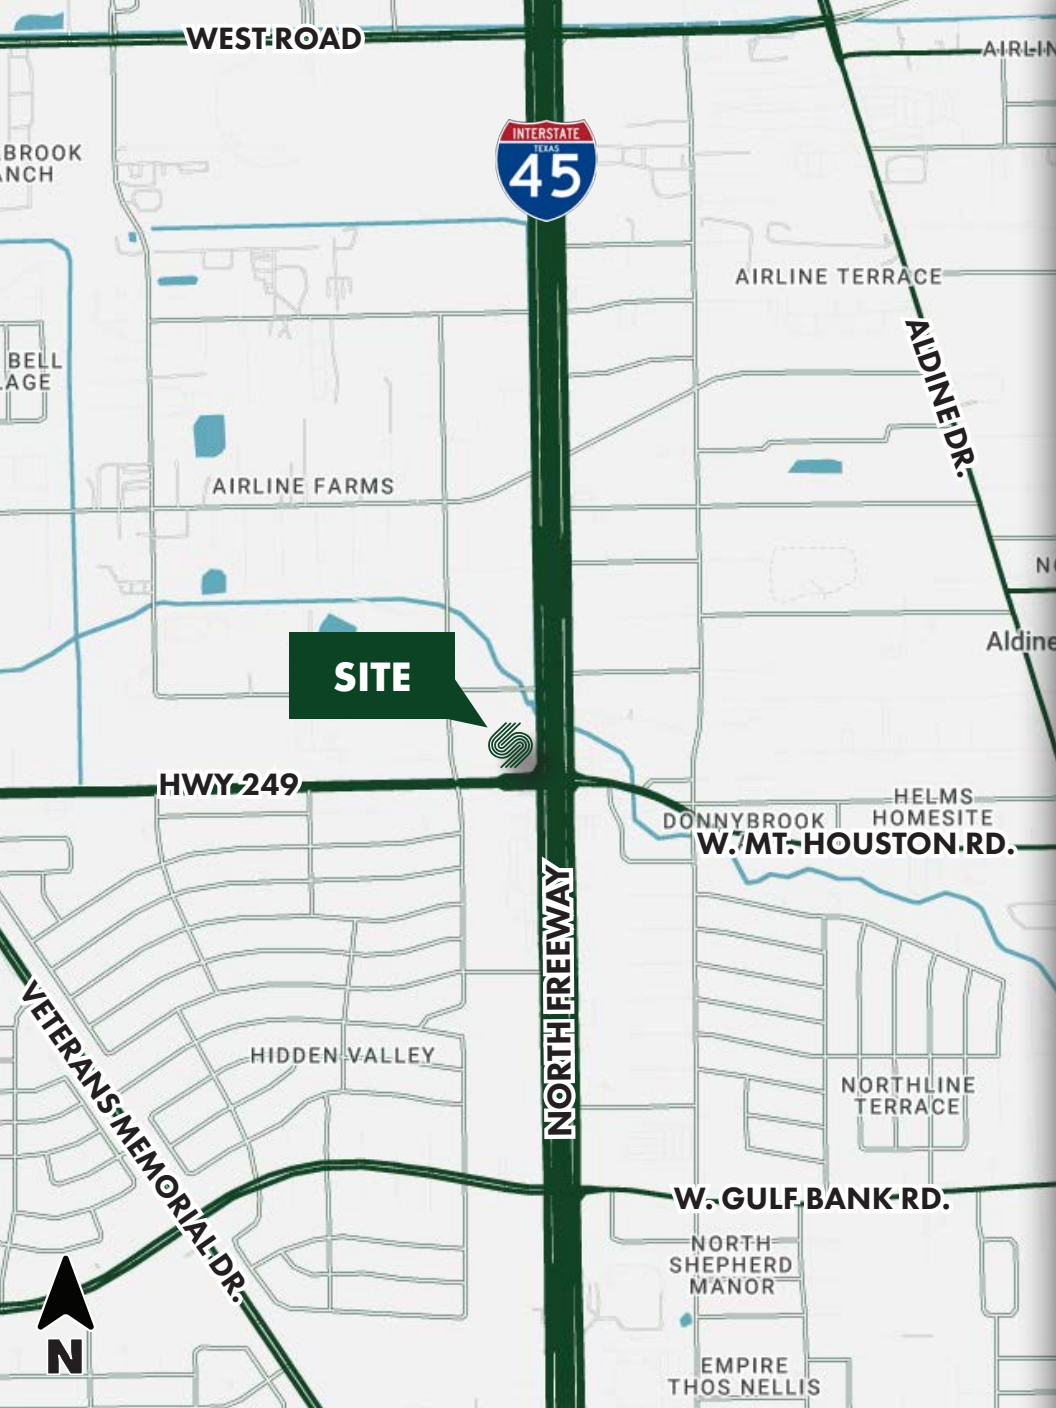 WEST ROAD
AIRLIN
INTERSTATE
TEXAS
45
BROOK
ANCH
AIRLINE TERRACE
ALDINE DR.
BELL
LAGE
AIRLINE FARMS
Aldine
SITE
HWY 249
HELMS
HOMESITE
DONNYBROOK
W. MT. HOUSTON RD.
NORTH FREEWAY
VETERANS MEMORIAL DR.
HIDDEN VALLEY
NORTHLINE
TERRACE
W. GULF BANK RD.
NORTH
SHEPHERD
MANOR
N
EMPIRE
THOS NELLIS